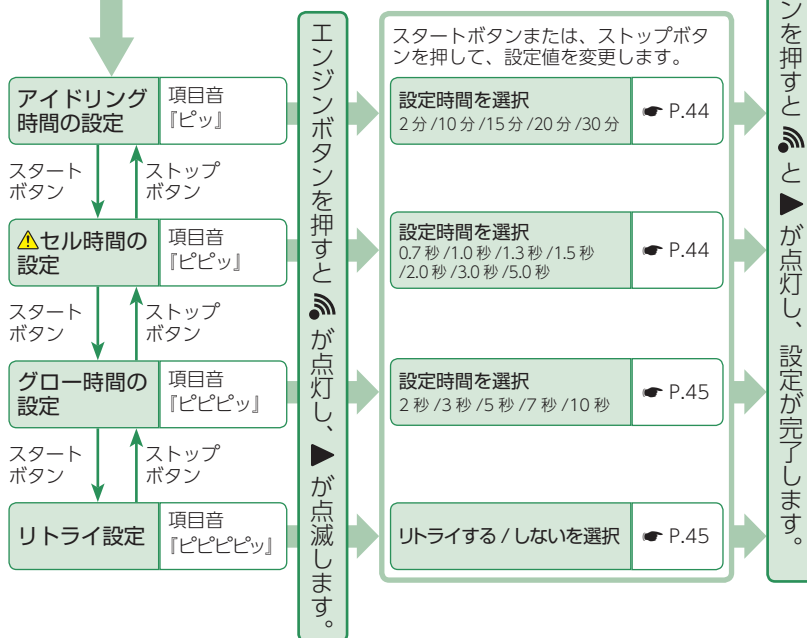 アイドリング
時間の設定
項目音
『ピッ』
スタート
ボタン
ストップ
ボタン
⚠セル時間の
設定
項目音
『ピピッ』
スタート
ボタン
ストップ
ボタン
グロー時間の
設定
項目音
『ピピピッ』
スタート
ボタン
ストップ
ボタン
リトライ設定
項目音
『ピピピピッ』
エンジンボタンを押すと が点灯し、▶が点滅します。
スタートボタンまたは、ストップボタ
ンを押して、設定値を変更します。
設定時間を選択
2分/10分/15分/20分/30分
☛ P.44
設定時間を選択
0.7秒/1.0秒/1.3秒/1.5秒
/2.0秒/3.0秒/5.0秒
☛ P.44
設定時間を選択
2秒/3秒/5秒/7秒/10秒
☛ P.45
リトライする/しないを選択
☛ P.45
ンを押すと と▶が点灯し、設定が完了します。